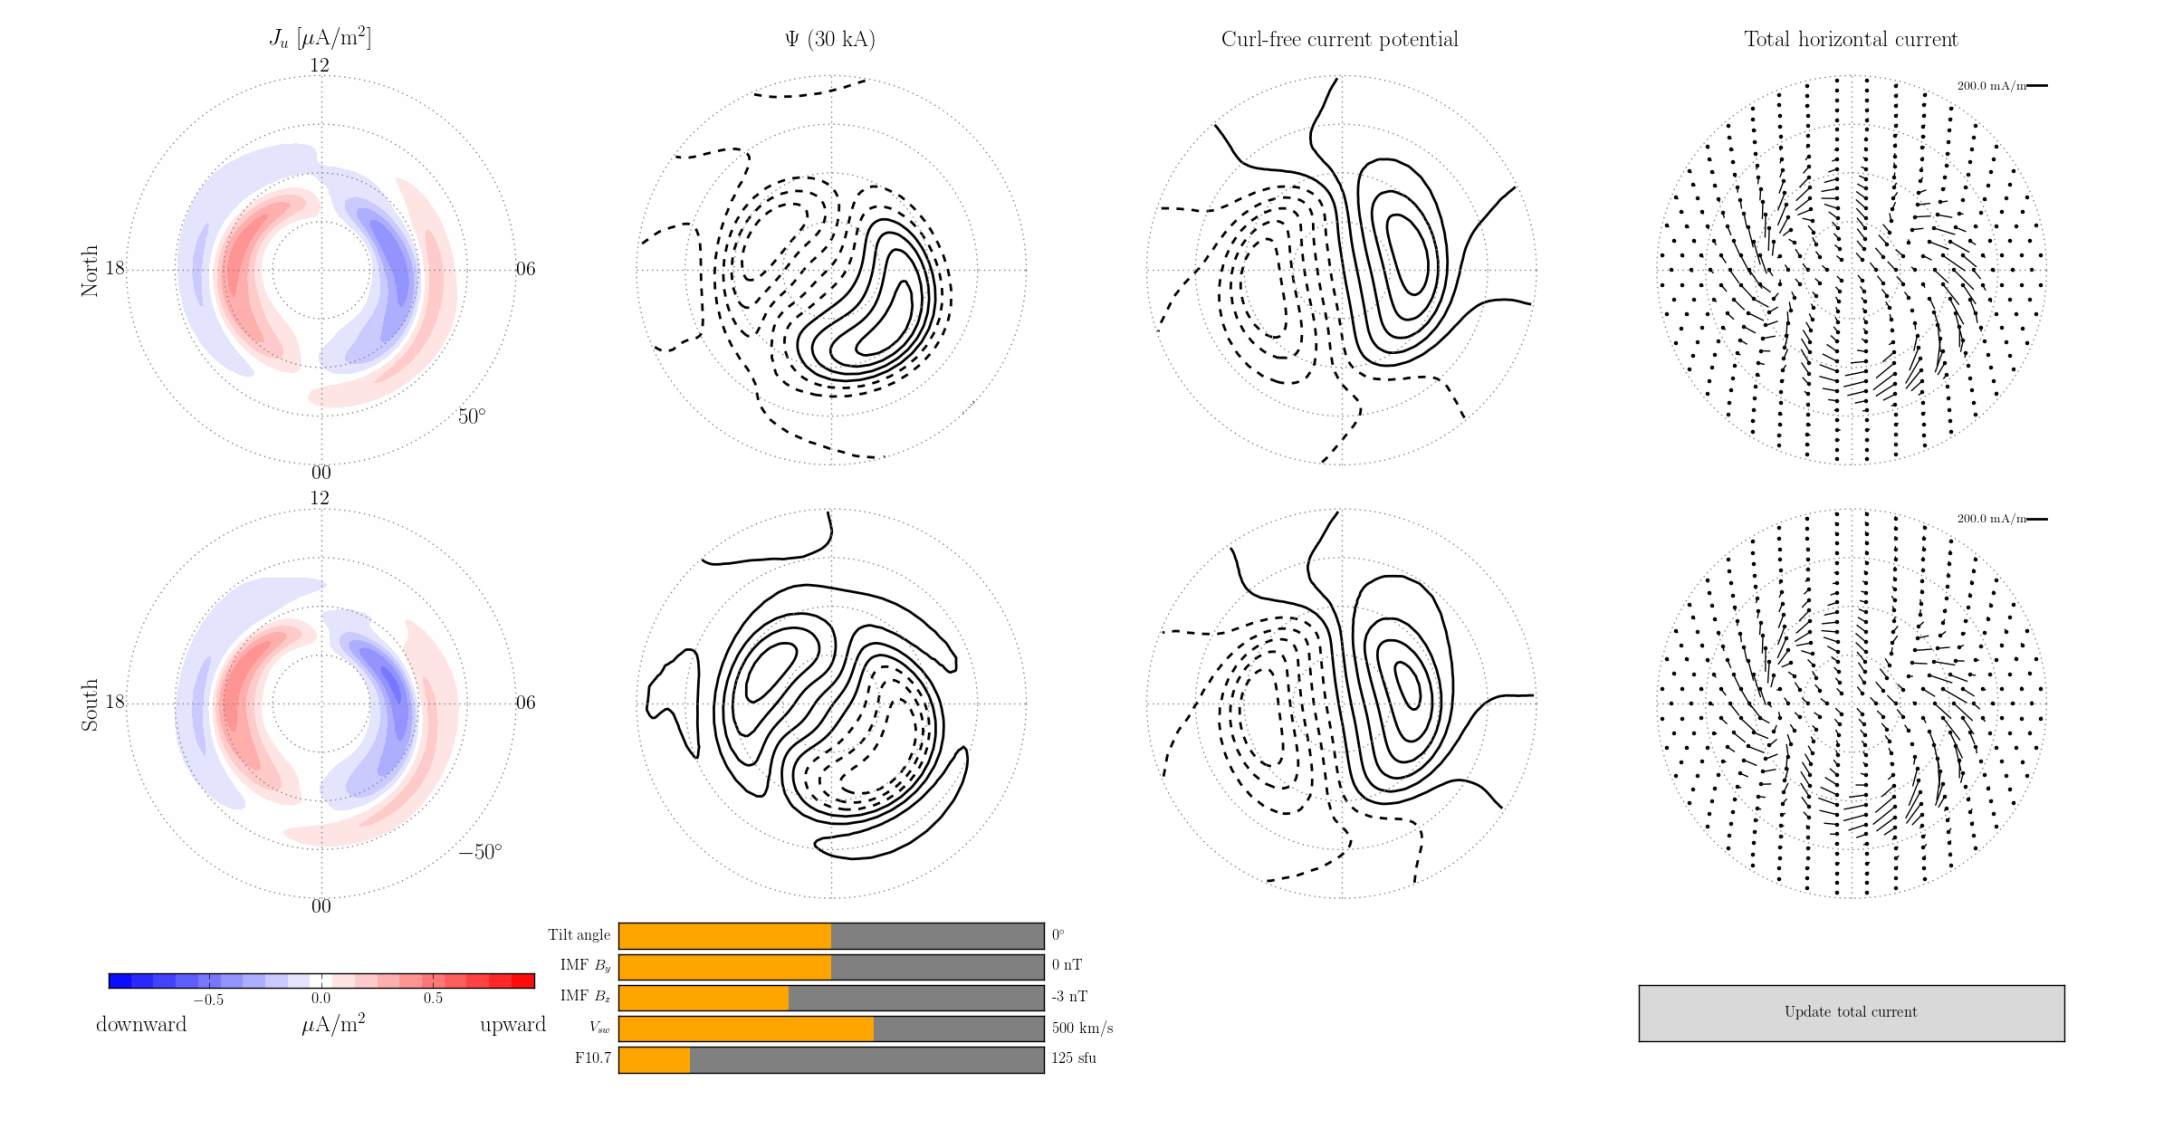 J_u [μA/m²]
Ψ (30 kA)
Curl-free current potential
Total horizontal current
12
200.0 mA/m
North
18
06
50°
00
12
200.0 mA/m
South
18
06
−50°
00
Tilt angle
0°
IMF B_y
0 nT
IMF B_z
-3 nT
V_sw
500 km/s
F10.7
125 sfu
−0.5
0.0
0.5
downward
μA/m²
upward
Update total current